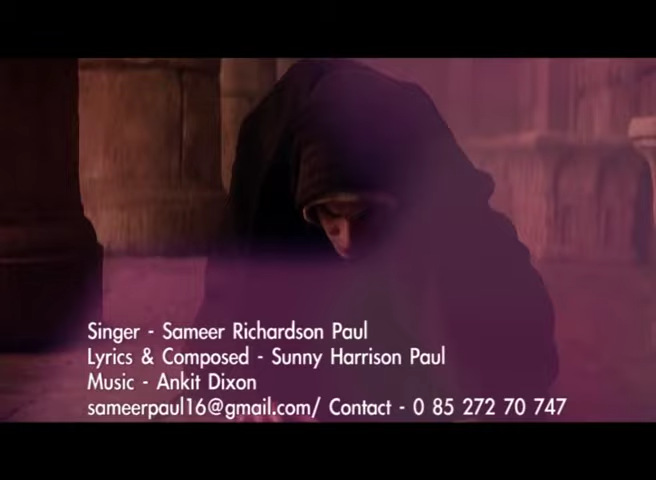 Singer - Sameer Richardson Paul
Lyrics & Composed - Sunny Harrison Paul
Music - Ankit Dixon
sameerpaul16@gmail.com/ Contact - 0 85 272 70 747